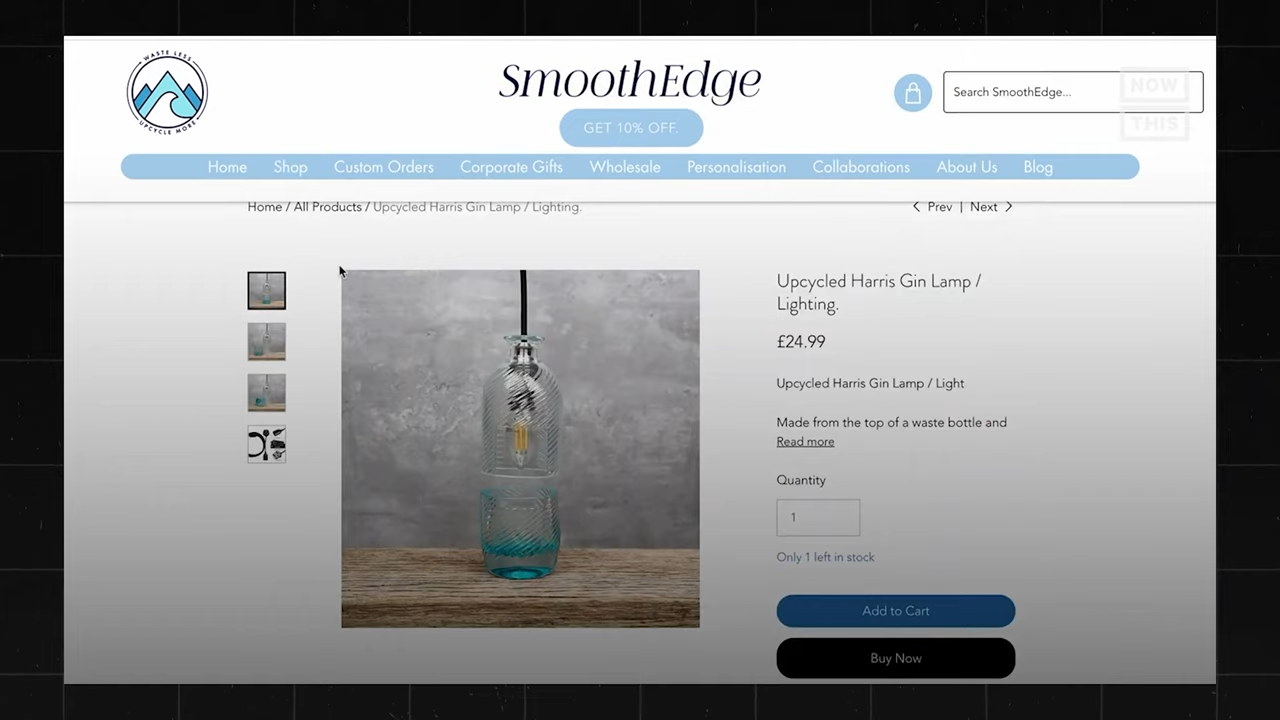 WASTE LESS
UPCYCLE MORE
SmoothEdge
GET 10% OFF.
Search SmoothEdge...
NOW
THIS
Home Shop Custom Orders Corporate Gifts Wholesale Personalisation Collaborations About Us Blog
Home / All Products / Upcycled Harris Gin Lamp / Lighting.
Prev | Next
Upcycled Harris Gin Lamp /
Lighting.
£24.99
Upcycled Harris Gin Lamp / Light
Made from the top of a waste bottle and
Read more
Quantity
1
Only 1 left in stock
Add to Cart
Buy Now